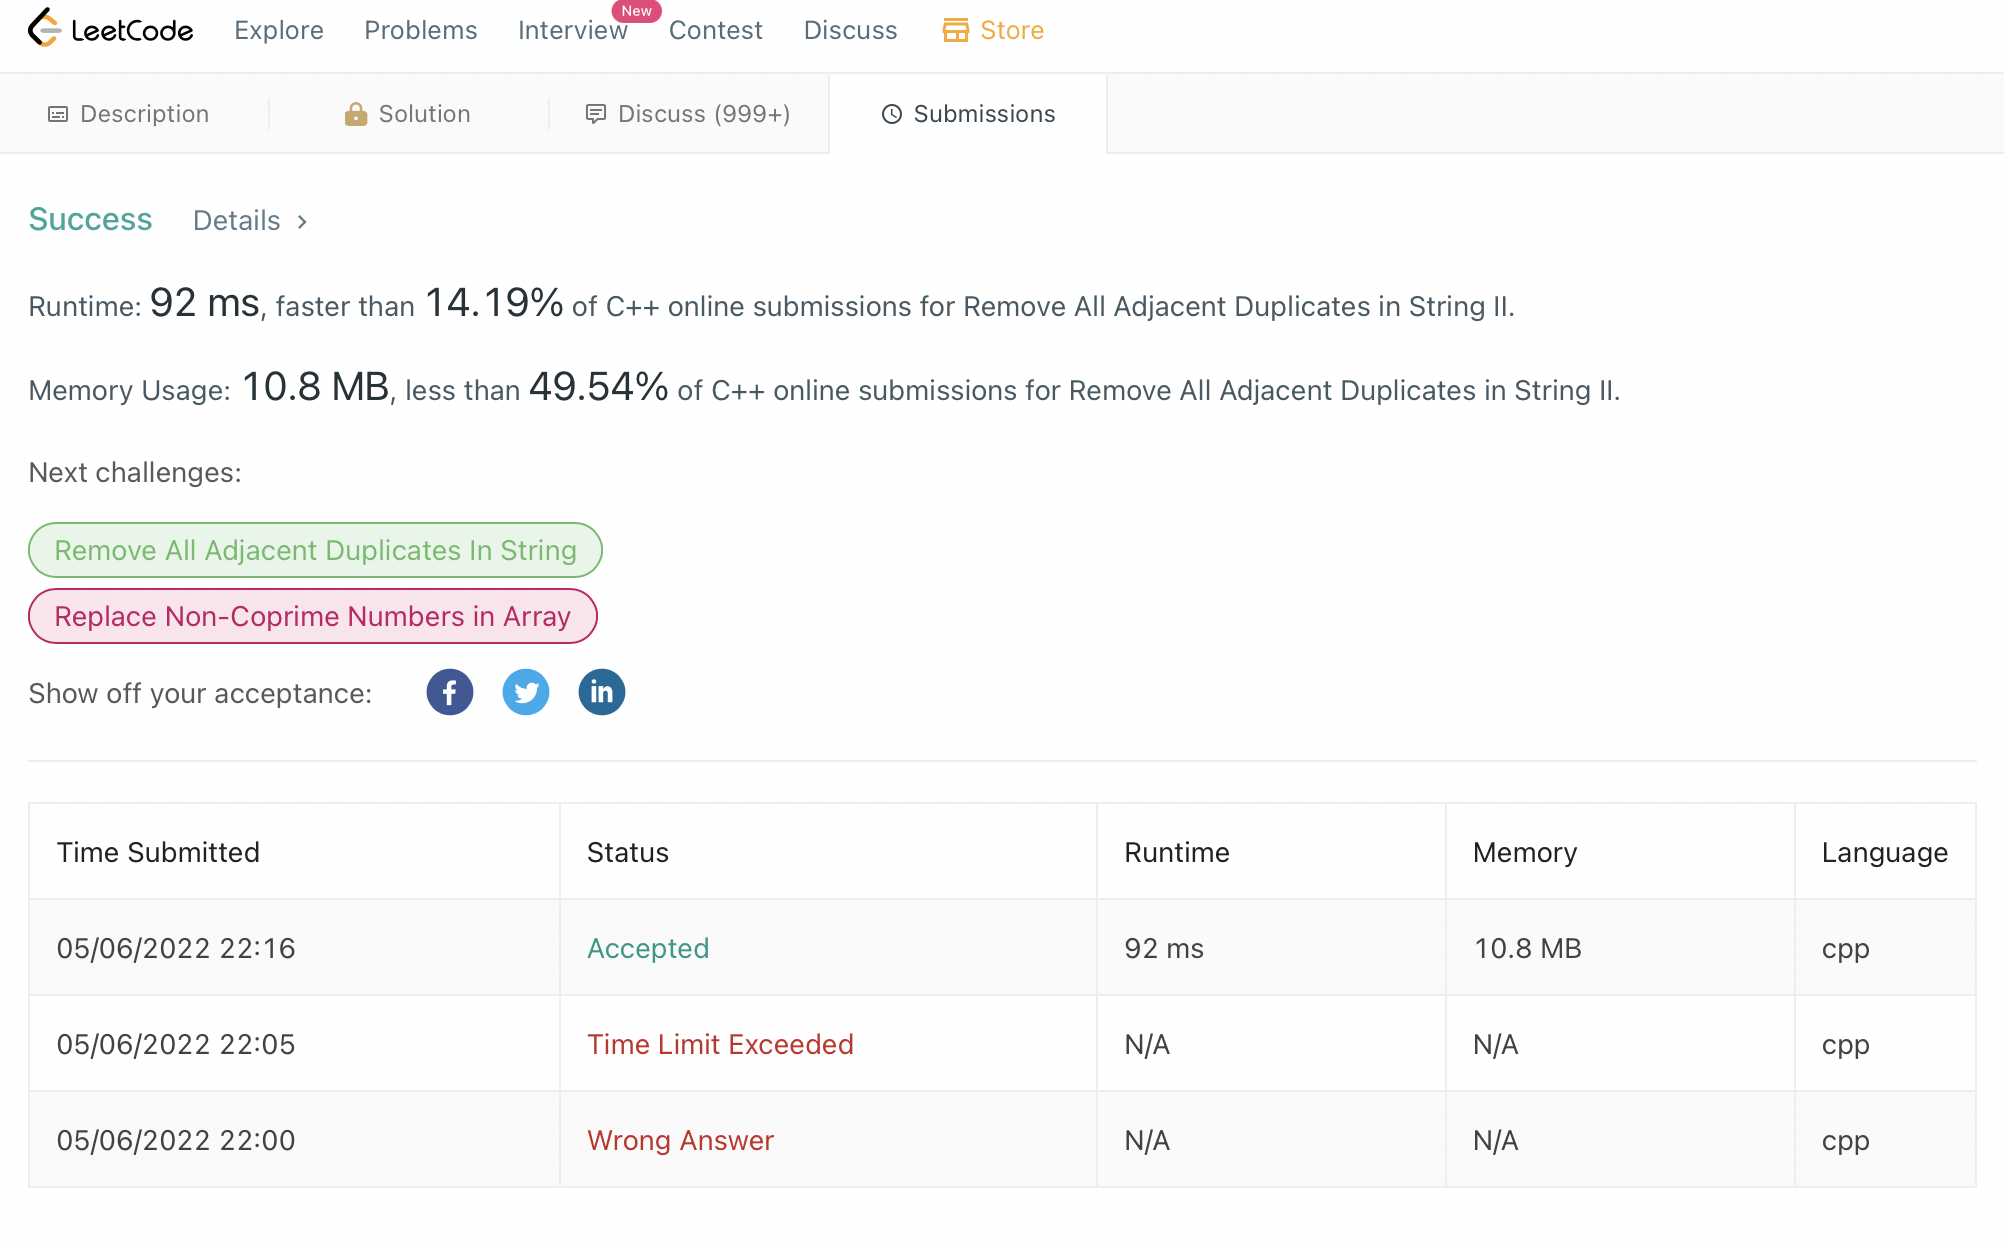 LeetCode Explore Problems Interview New Contest Discuss Store
Description Solution Discuss (999+) Submissions
Success Details
Runtime: 92 ms, faster than 14.19% of C++ online submissions for Remove All Adjacent Duplicates in String II.
Memory Usage: 10.8 MB, less than 49.54% of C++ online submissions for Remove All Adjacent Duplicates in String II.
Next challenges:
Remove All Adjacent Duplicates In String
Replace Non-Coprime Numbers in Array
Show off your acceptance:
Time Submitted Status Runtime Memory Language
05/06/2022 22:16 Accepted 92 ms 10.8 MB cpp
05/06/2022 22:05 Time Limit Exceeded N/A N/A cpp
05/06/2022 22:00 Wrong Answer N/A N/A cpp